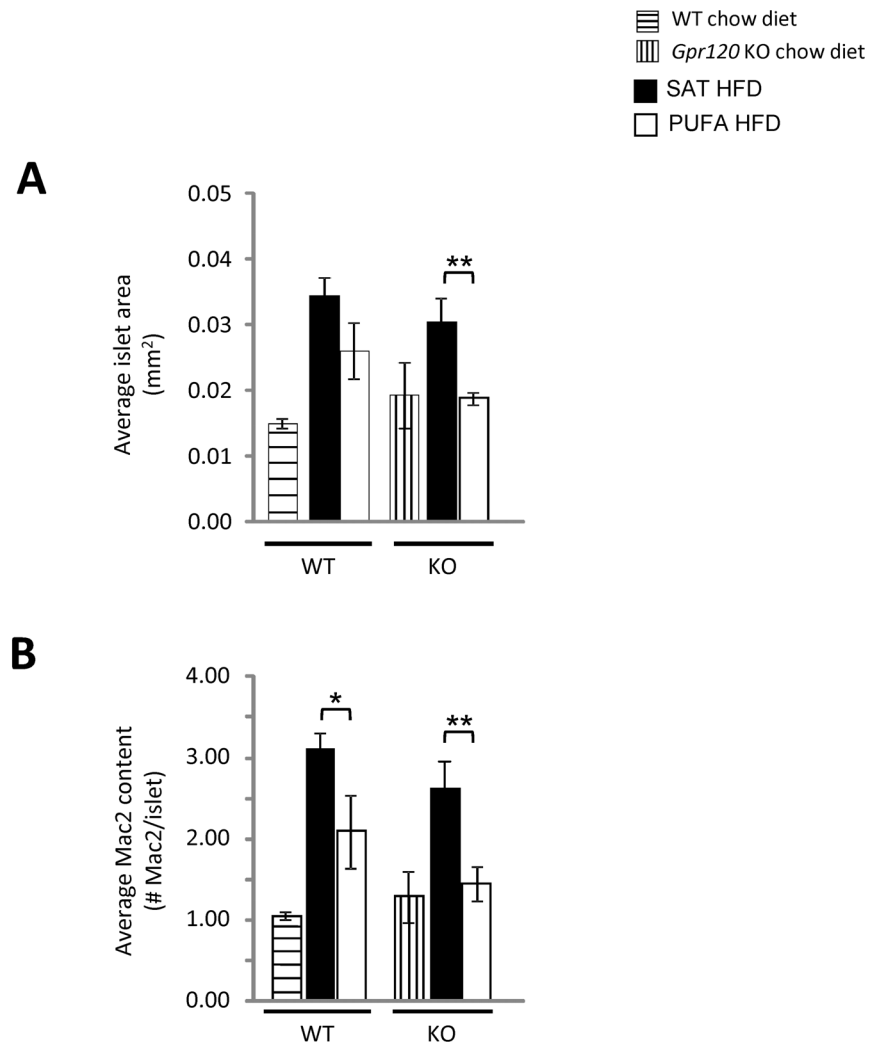 WT chow diet
Gpr120 KO chow diet
SAT HFD
PUFA HFD
A
Average islet area
(mm²)
0.05
0.04
0.03
0.02
0.01
0.00
**
WT
KO
B
Average Mac2 content
(# Mac2/islet)
4.00
3.00
2.00
1.00
0.00
*
**
WT
KO